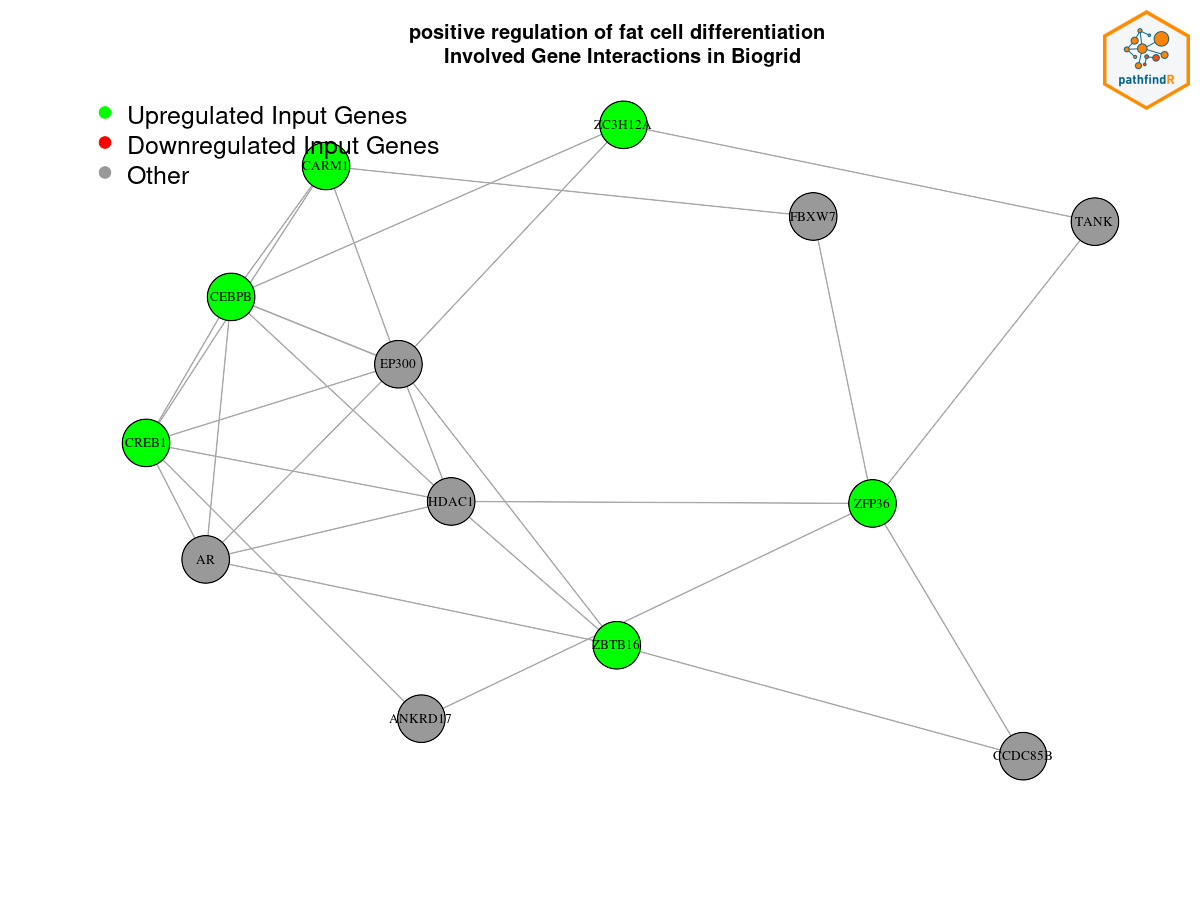 positive regulation of fat cell differentiation
Involved Gene Interactions in Biogrid
pathfindR
Upregulated Input Genes
Downregulated Input Genes
Other
ZC3H12A
CARM1
FBXW7
TANK
CEBPB
EP300
CREB1
HDAC1
ZFP36
AR
ZBTB16
ANKRD17
CCDC85B